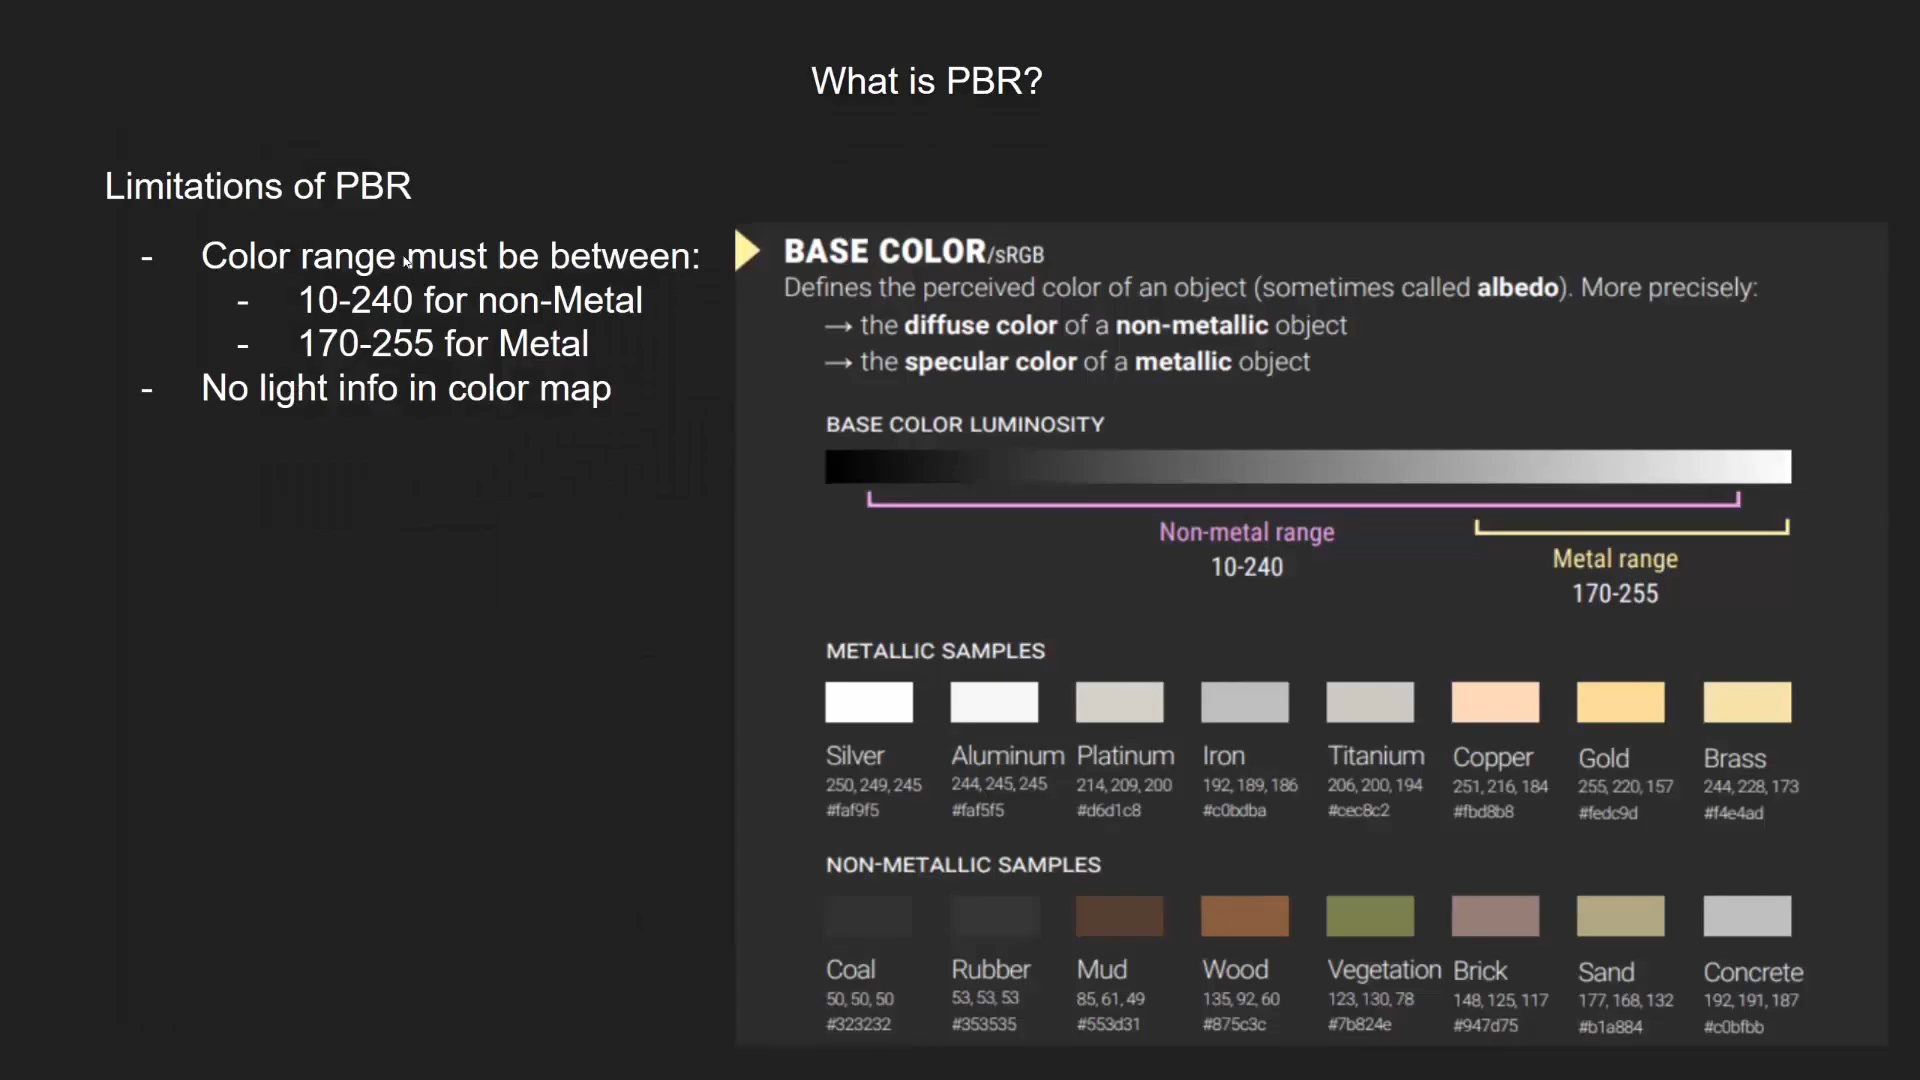 What is PBR?
Limitations of PBR
- Color range must be between:
- 10-240 for non-Metal
- 170-255 for Metal
- No light info in color map
BASE COLOR/sRGB
Defines the perceived color of an object (sometimes called albedo). More precisely:
→ the diffuse color of a non-metallic object
→ the specular color of a metallic object
BASE COLOR LUMINOSITY
Non-metal range
10-240
Metal range
170-255
METALLIC SAMPLES
Silver Aluminum Platinum Iron Titanium Copper Gold Brass
250, 249, 245 244, 245, 245 214, 209, 200 192, 189, 186 206, 200, 194 251, 216, 184 255, 220, 157 244, 228, 173
#faf9f5 #faf5f5 #d6d1c8 #c0bdba #cec8c2 #fbd8b8 #fedc9d #f4e4ad
NON-METALLIC SAMPLES
Coal Rubber Mud Wood Vegetation Brick Sand Concrete
50, 50, 50 53, 53, 53 85, 61, 49 135, 92, 60 123, 130, 78 148, 125, 117 177, 168, 132 192, 191, 187
#323232 #353535 #553d31 #875c3c #7b824e #947d75 #b1a884 #c0bfbb